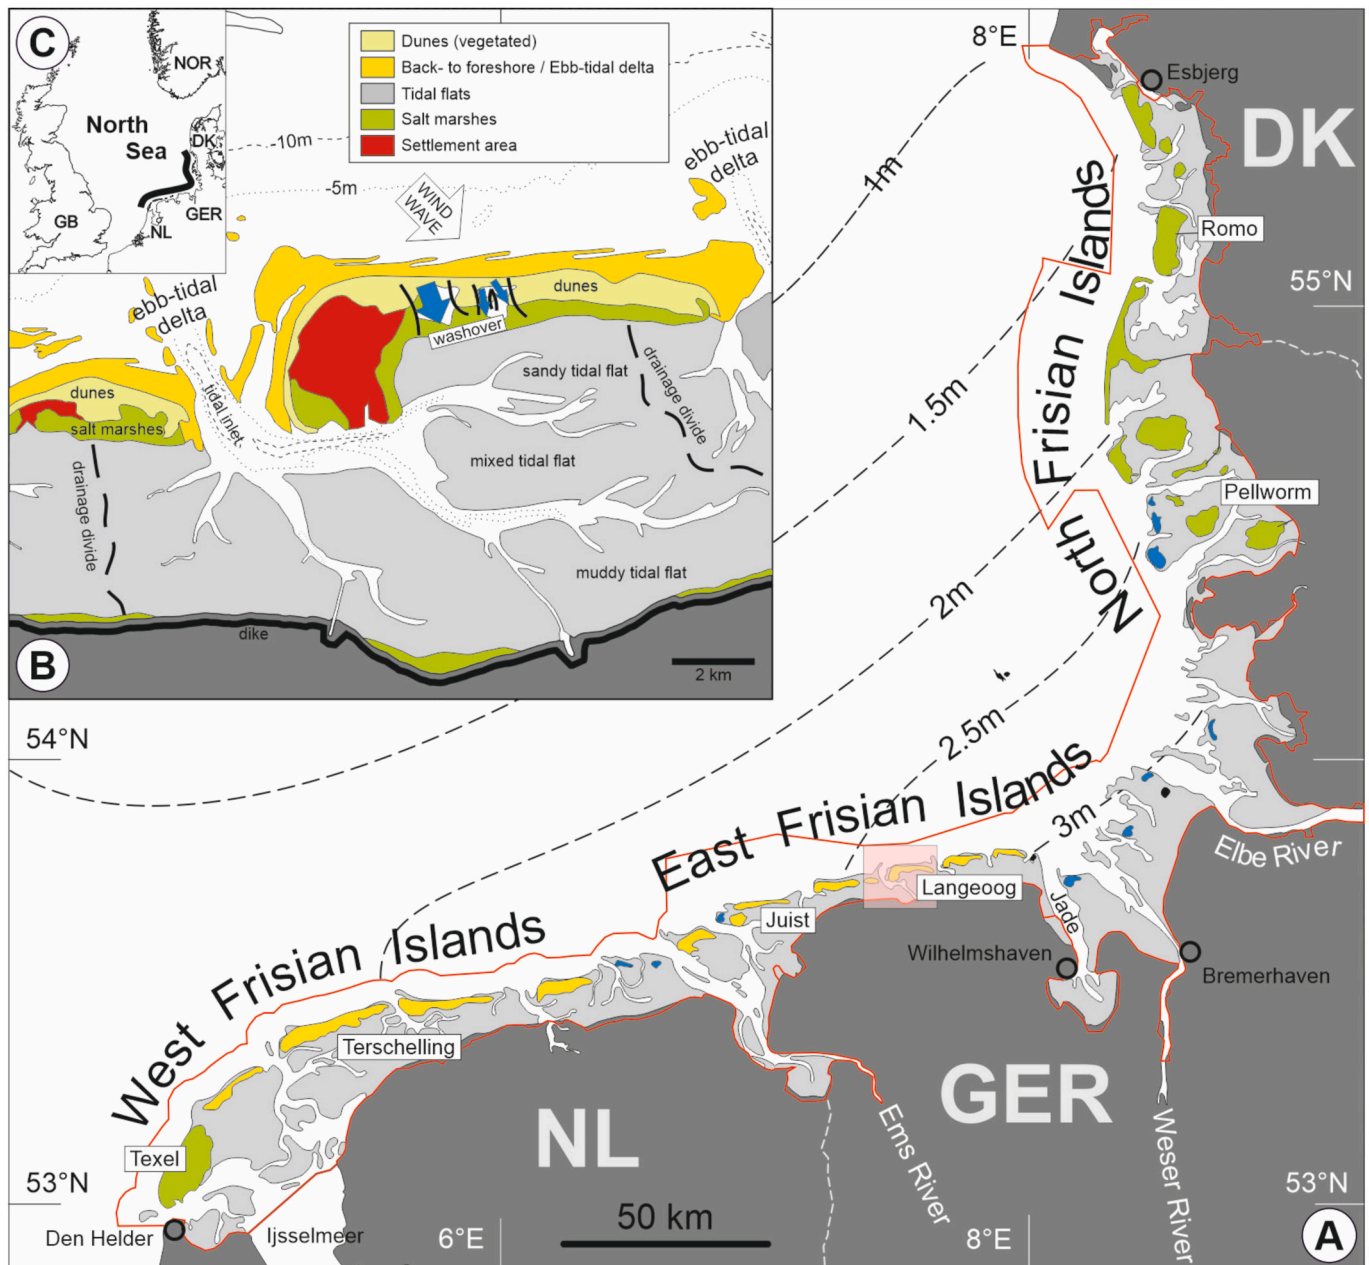 C
NOR
North
Sea
DK
GB
GER
NL
Dunes (vegetated)
Back- to foreshore / Ebb-tidal delta
Tidal flats
Salt marshes
Settlement area
-10m
-5m
WIND
WAVE
ebb-tidal
delta
ebb-tidal
delta
dunes
washover
dunes
salt marshes
tidal inlet
sandy tidal flat
drainage divide
mixed tidal flat
drainage divide
muddy tidal flat
dike
2 km
B
8°E
Esbjerg
DK
1m
Romo
55°N
1.5m
North Frisian Islands
Pellworm
2m
2.5m
54°N
3m
East Frisian Islands
Elbe River
Langeoog
Juist
Jade
Wilhelmshaven
Bremerhaven
West Frisian Islands
Terschelling
GER
NL
Texel
Ems River
Weser River
53°N
53°N
50 km
Den Helder
Ijsselmeer
6°E
8°E
A